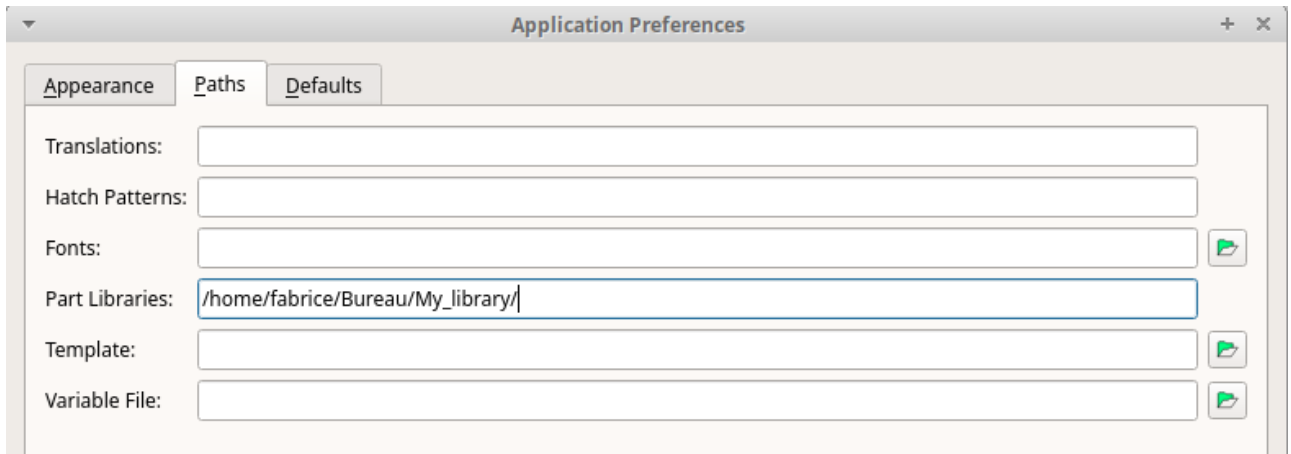 Application Preferences
Appearance Paths Defaults
Translations:
Hatch Patterns:
Fonts:
Part Libraries: /home/fabrice/Bureau/My_library/
Template:
Variable File: